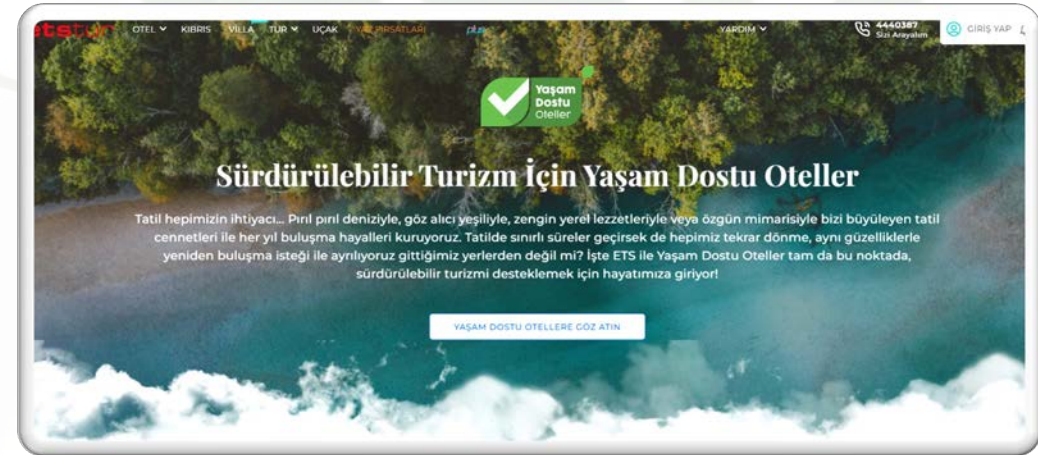 etstur OTEL KIBRIS VİLLA TUR UÇAK YAZ FIRSATLARI plus YARDIM 4440387 GİRİŞ YAP
Sizi Arayalım
Yaşam
Dostu
Oteller
Sürdürülebilir Turizm İçin Yaşam Dostu Oteller
Tatil hepimizin ihtiyacı... Pırıl pırıl deniziyle, göz alıcı yeşiliyle, zengin yerel lezzetleriyle veya özgün mimarisiyle bizi büyüleyen tatil
cennetleri ile her yıl buluşma hayalleri kuruyoruz. Tatilde sınırlı süreler geçirsek de hepimiz tekrar dönme, aynı güzelliklerle
yeniden buluşma isteği ile ayrılıyoruz gittiğimiz yerlerden değil mi? İşte ETS ile Yaşam Dostu Oteller tam da bu noktada,
sürdürülebilir turizmi desteklemek için hayatımıza giriyor!
YAŞAM DOSTU OTELLERE GÖZ ATIN